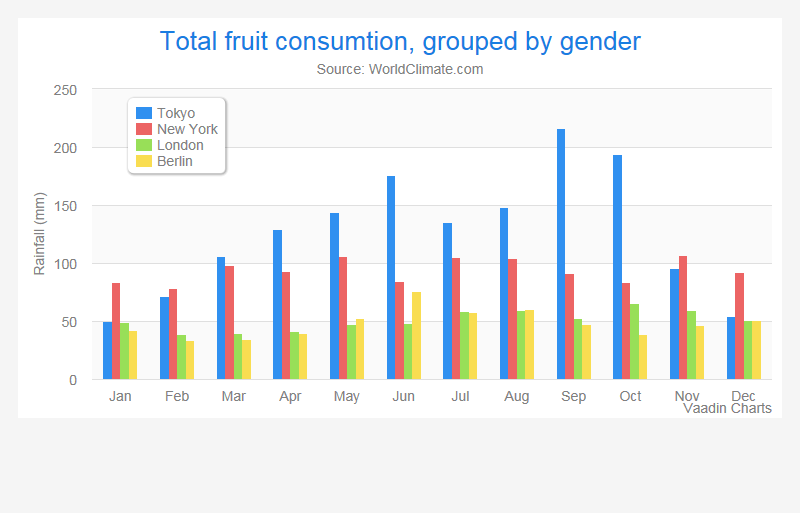 Total fruit consumtion, grouped by gender
Source: WorldClimate.com
Rainfall (mm)
250
200
150
100
50
0
Tokyo
New York
London
Berlin
Jan Feb Mar Apr May Jun Jul Aug Sep Oct Nov Dec
Vaadin Charts